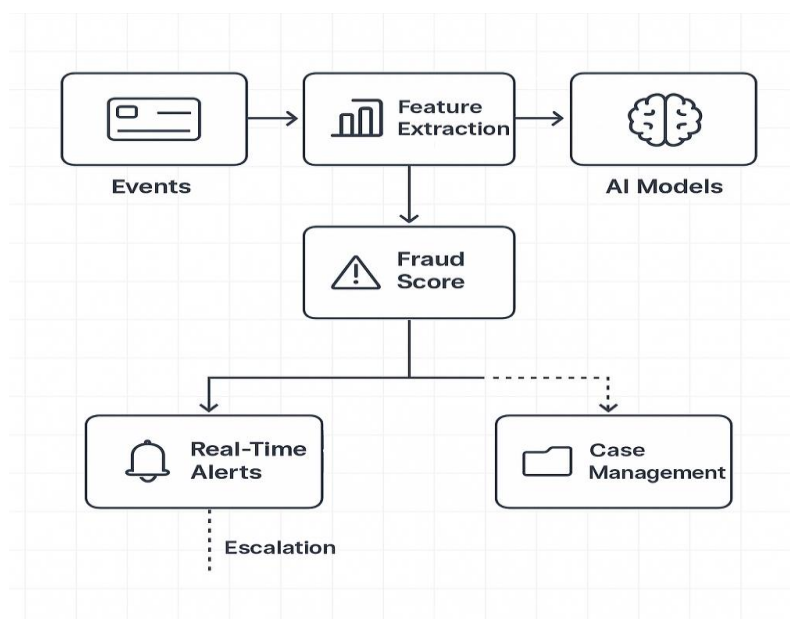 Feature
Extraction
Events
AI Models
Fraud
Score
Real-Time
Alerts
Case
Management
Escalation